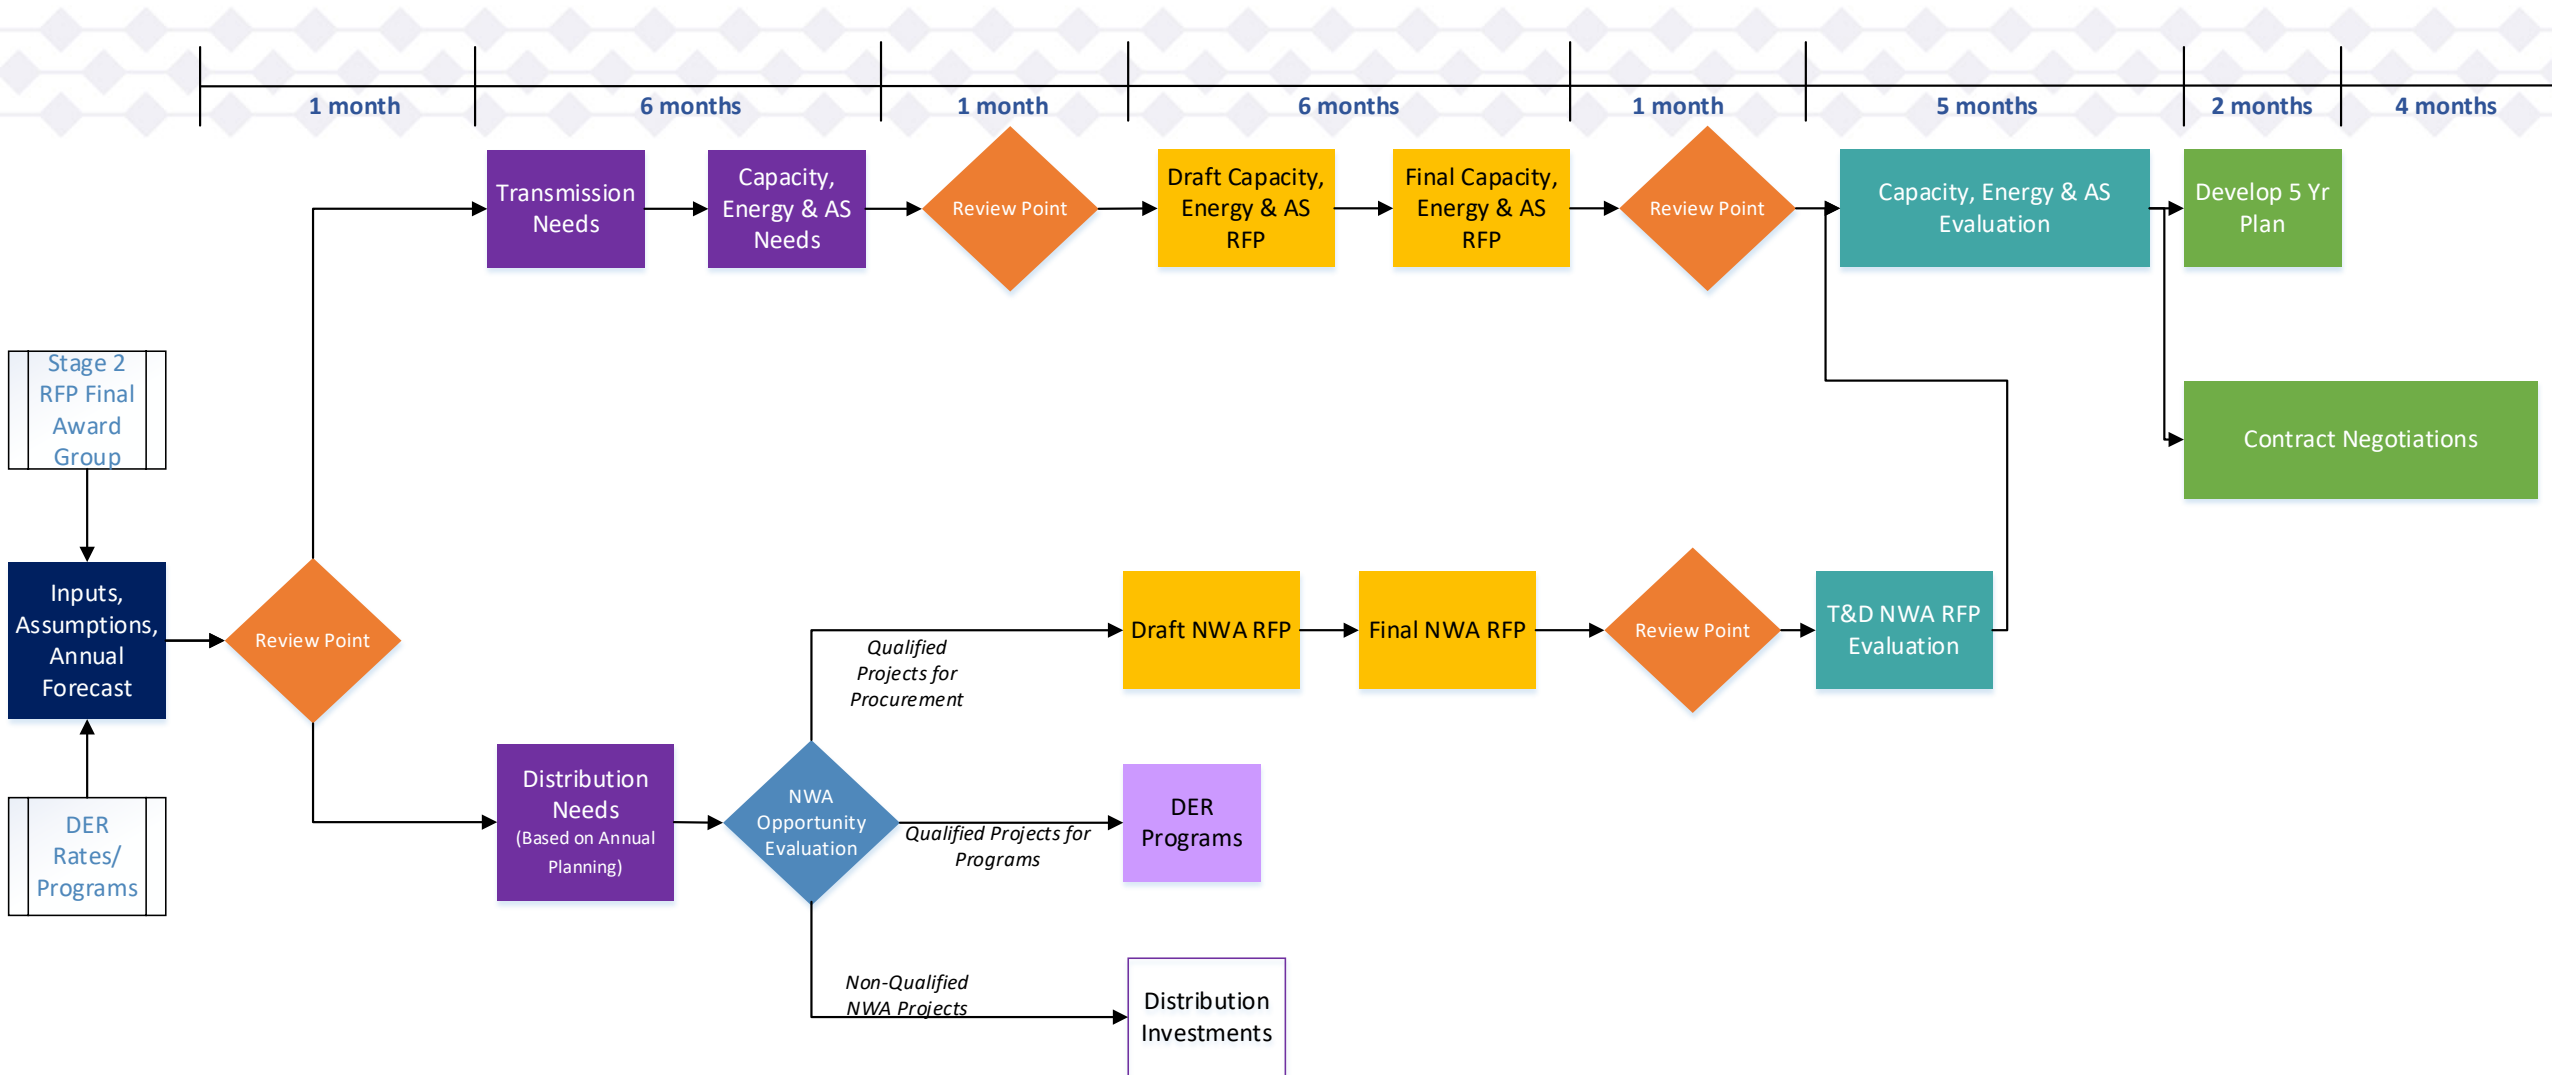 1 month
6 months
1 month
6 months
1 month
5 months
2 months
4 months
Transmission
Needs
Capacity,
Energy & AS
Needs
Review Point
Draft Capacity,
Energy & AS
RFP
Final Capacity,
Energy & AS
RFP
Review Point
Capacity, Energy & AS
Evaluation
Develop 5 Yr
Plan
Stage 2
RFP Final
Award
Group
Contract Negotiations
Inputs,
Assumptions,
Annual
Forecast
Review Point
Qualified
Projects for
Procurement
Draft NWA RFP
Final NWA RFP
Review Point
T&D NWA RFP
Evaluation
DER
Rates/
Programs
Distribution
Needs
(Based on Annual
Planning)
NWA
Opportunity
Evaluation
Qualified Projects for
Programs
DER
Programs
Non-Qualified
NWA Projects
Distribution
Investments